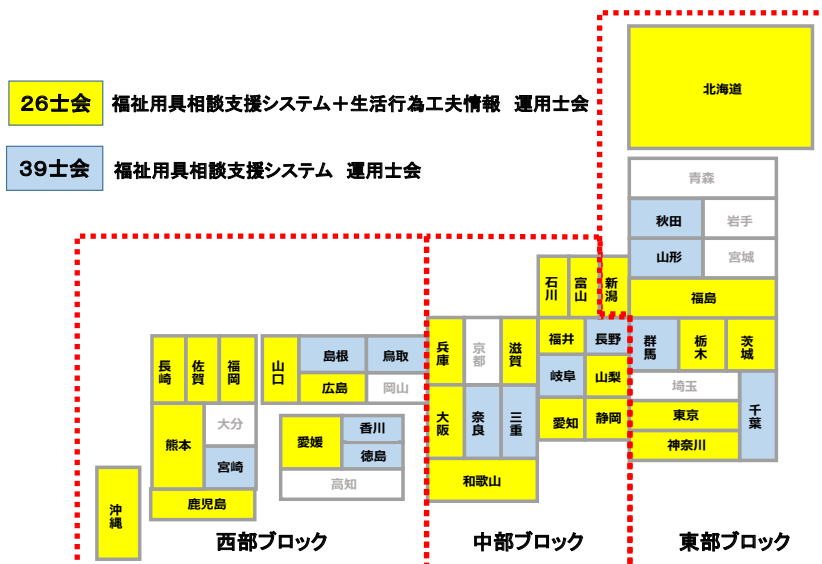 26士会 福祉用具相談支援システム＋生活行為工夫情報 運用士会
39士会 福祉用具相談支援システム 運用士会
北海道
青森
秋田 岩手
山形 宮城
福島
石川 富山 新潟
福井 長野
岐阜 山梨
愛知 静岡
群馬 栃木 茨城
埼玉
東京 千葉
神奈川
兵庫 京都 滋賀
大阪 奈良 三重
和歌山
長崎 佐賀 福岡
熊本 大分
宮崎
鹿児島
沖縄
山口 島根 鳥取
広島 岡山
愛媛 香川
徳島
高知
西部ブロック 中部ブロック 東部ブロック